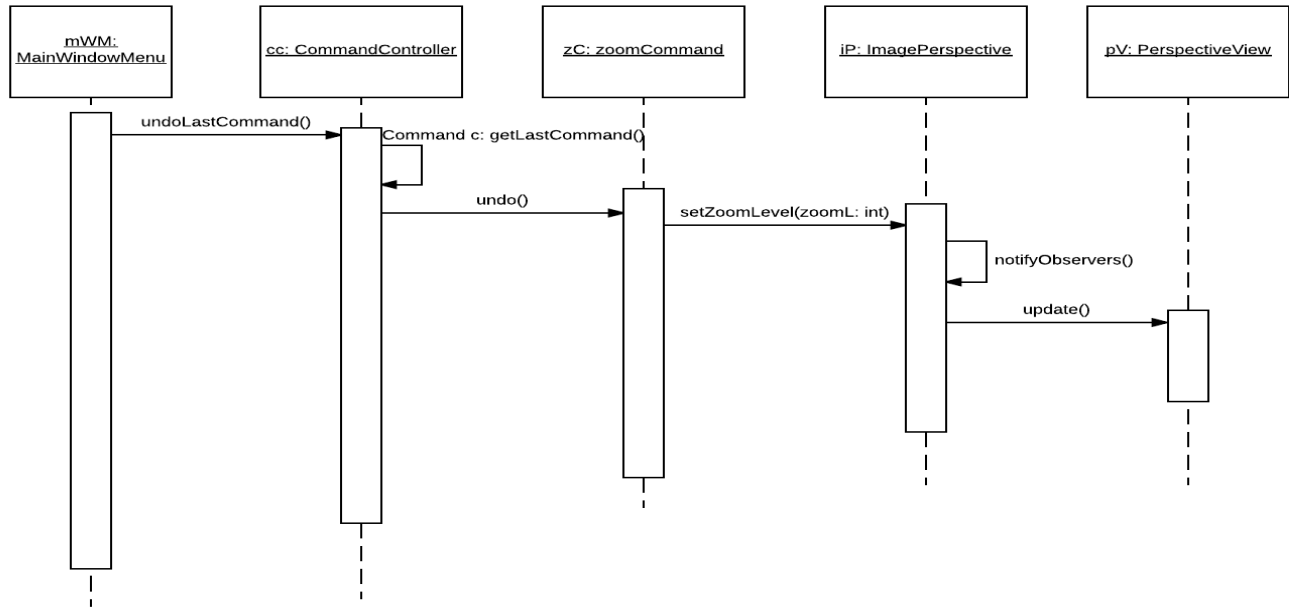 mWM:
MainWindowMenu
cc: CommandController
zC: zoomCommand
iP: ImagePerspective
pV: PerspectiveView
undoLastCommand()
Command c: getLastCommand()
undo()
setZoomLevel(zoomL: int)
notifyObservers()
update()